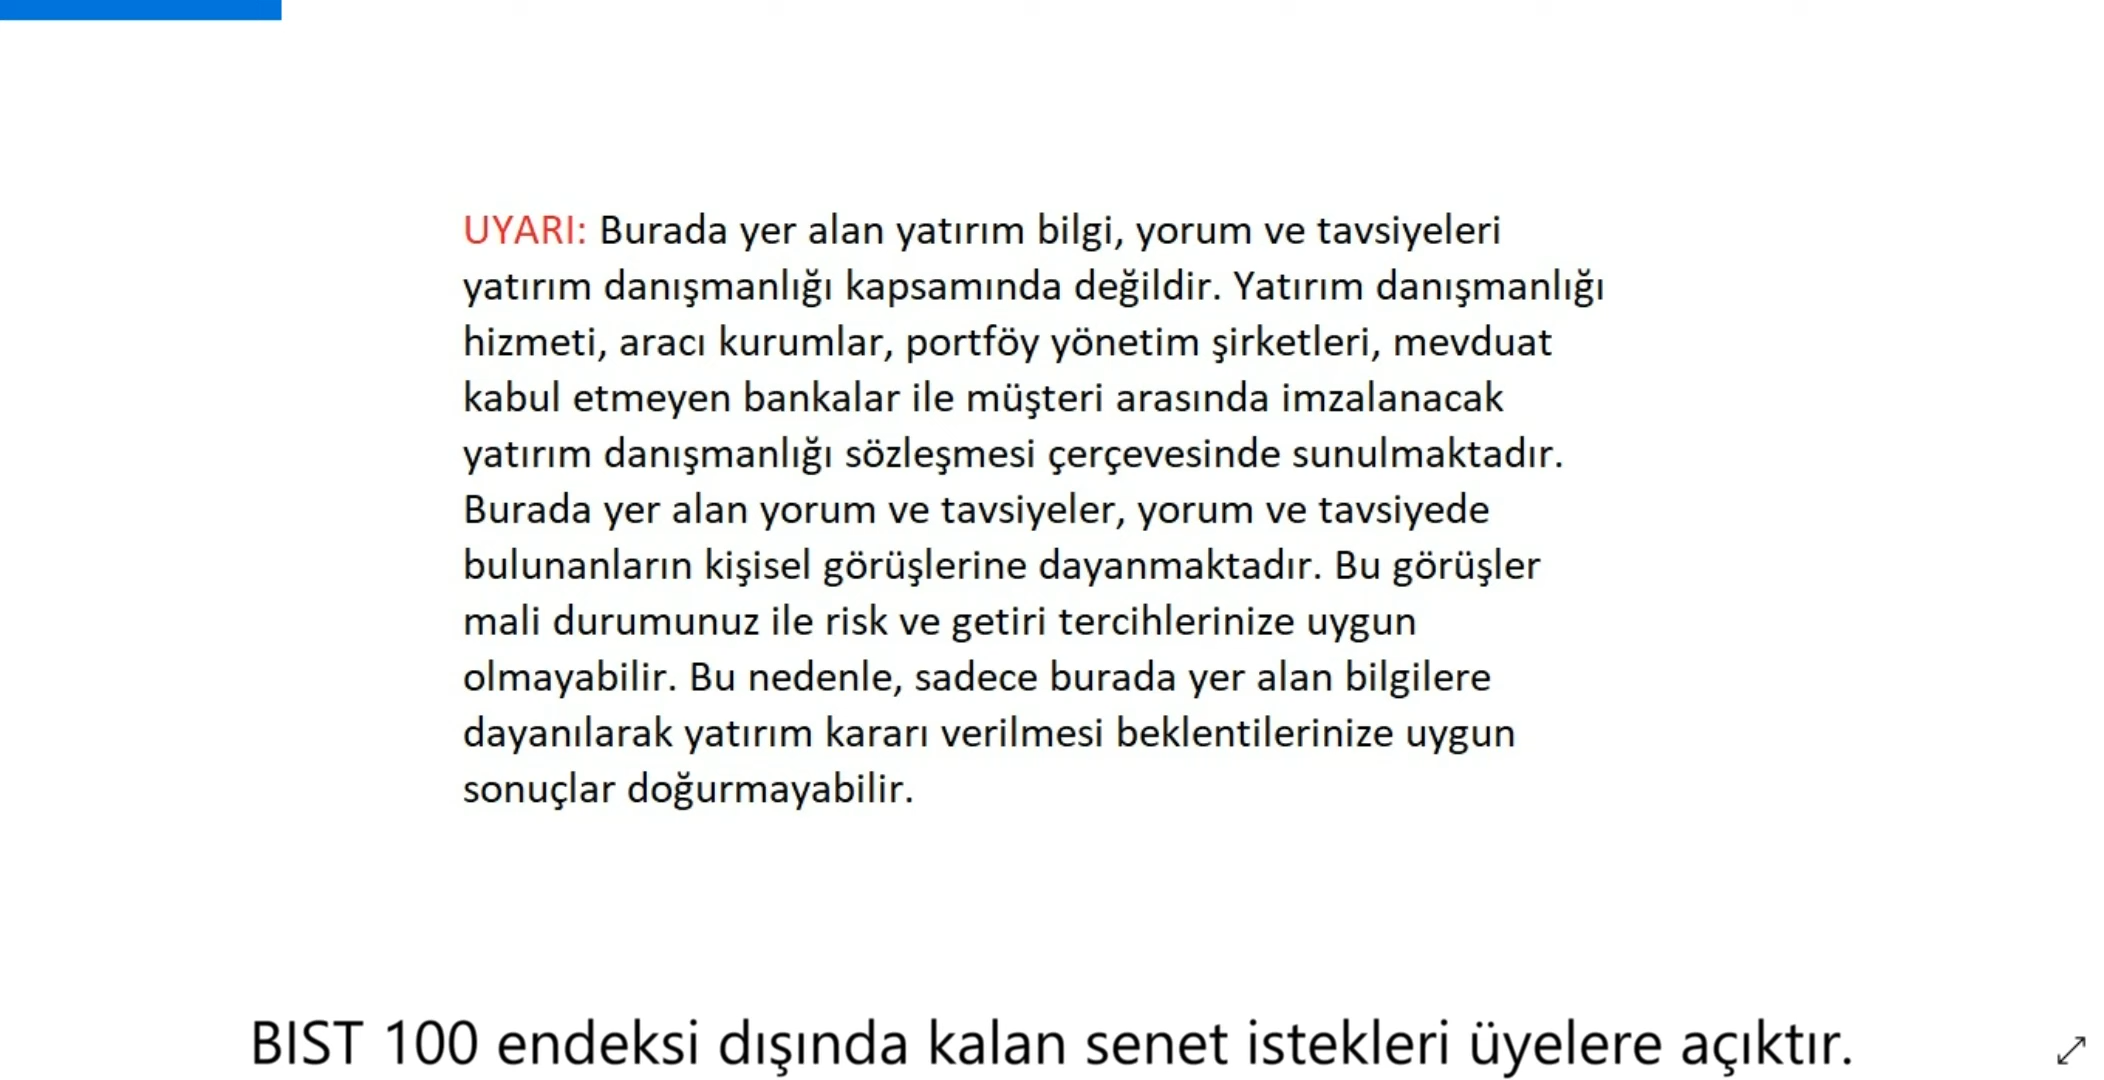 UYARI: Burada yer alan yatırım bilgi, yorum ve tavsiyeleri
yatırım danışmanlığı kapsamında değildir. Yatırım danışmanlığı
hizmeti, aracı kurumlar, portföy yönetim şirketleri, mevduat
kabul etmeyen bankalar ile müşteri arasında imzalanacak
yatırım danışmanlığı sözleşmesi çerçevesinde sunulmaktadır.
Burada yer alan yorum ve tavsiyeler, yorum ve tavsiyede
bulunanların kişisel görüşlerine dayanmaktadır. Bu görüşler
mali durumunuz ile risk ve getiri tercihlerinize uygun
olmayabilir. Bu nedenle, sadece burada yer alan bilgilere
dayanılarak yatırım kararı verilmesi beklentilerinize uygun
sonuçlar doğurmayabilir.
BIST 100 endeksi dışında kalan senet istekleri üyelere açıktır.